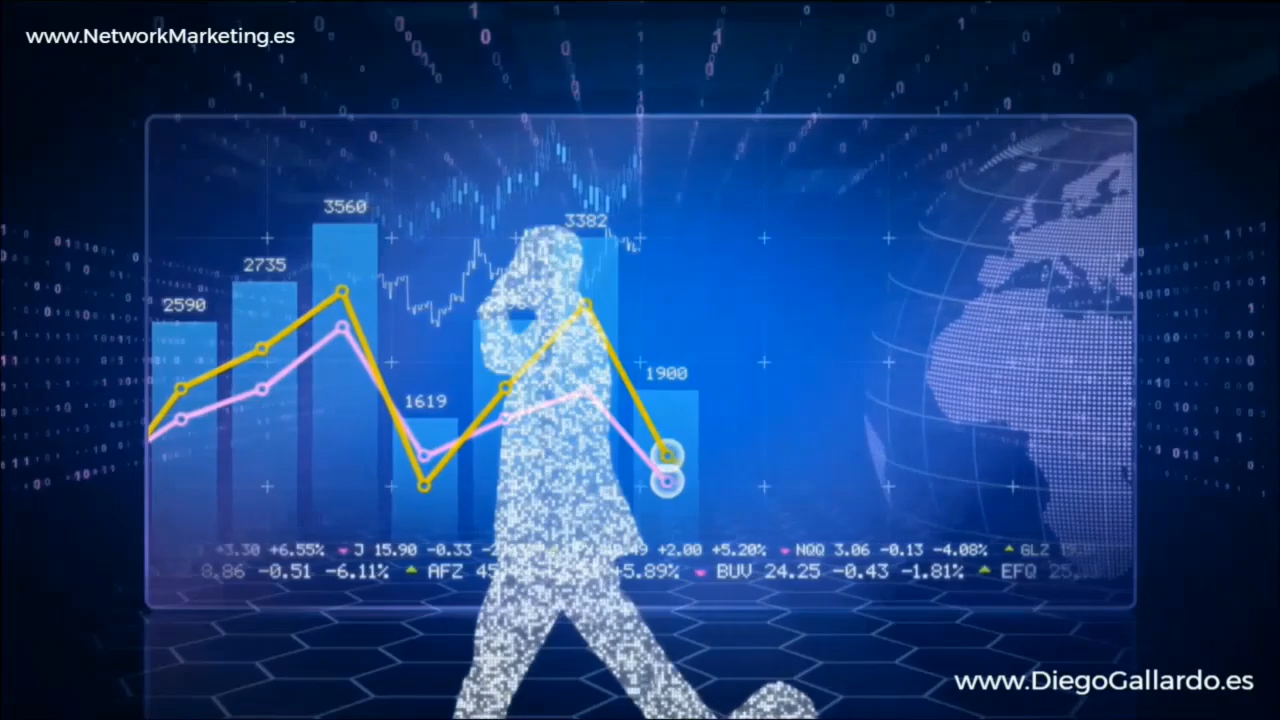 www.NetworkMarketing.es
3560
3382
2735
2590
1619
1900
+3.30 +6.55% J 15.90 -0.33 +2.00 +5.20% NQQ 3.06 -0.13 -4.08% GLZ
8.86 -0.51 -6.11% AFZ +5.89% BUV 24.25 -0.43 -1.81% EFQ
www.DiegoGallardo.es